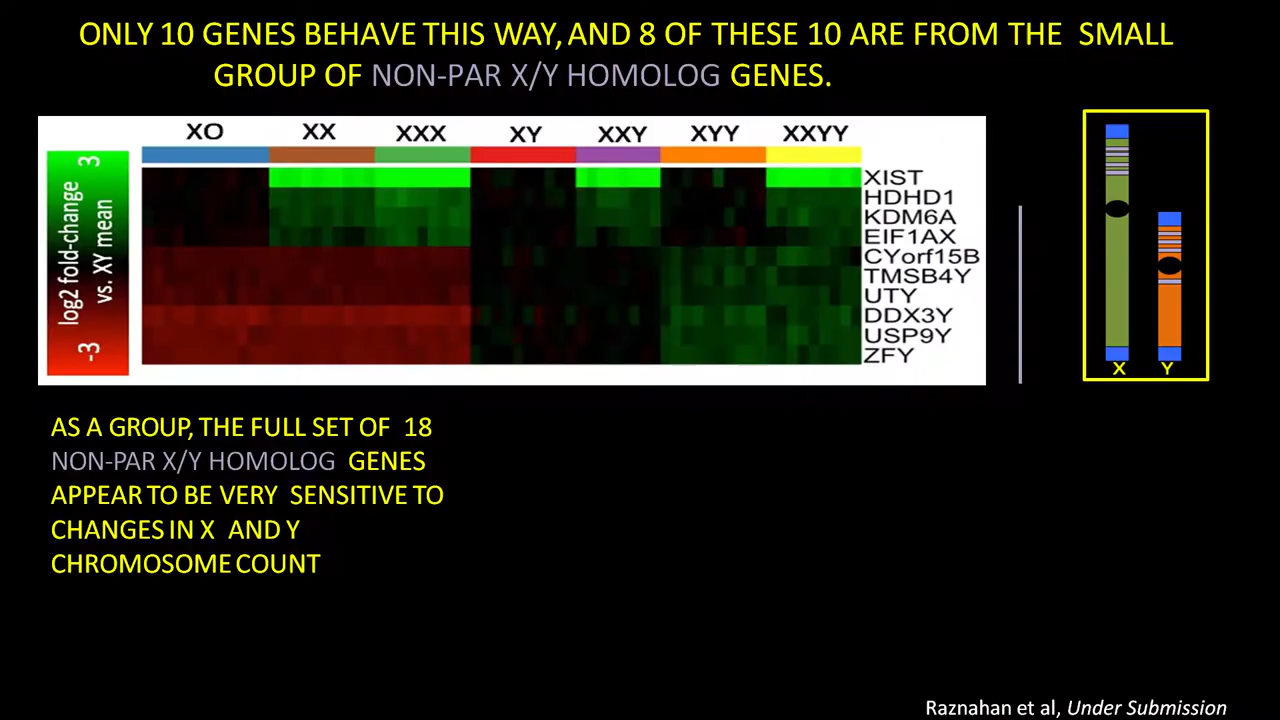 ONLY 10 GENES BEHAVE THIS WAY, AND 8 OF THESE 10 ARE FROM THE SMALL
GROUP OF NON-PAR X/Y HOMOLOG GENES.
XO XX XXX XY XXY XYY XXYY
3
log2 fold-change
vs. XY mean
-3
XIST
HDHD1
KDM6A
EIF1AX
CYorf15B
TMSB4Y
UTY
DDX3Y
USP9Y
ZFY
X Y
AS A GROUP, THE FULL SET OF 18
NON-PAR X/Y HOMOLOG GENES
APPEAR TO BE VERY SENSITIVE TO
CHANGES IN X AND Y
CHROMOSOME COUNT
Raznahan et al, Under Submission